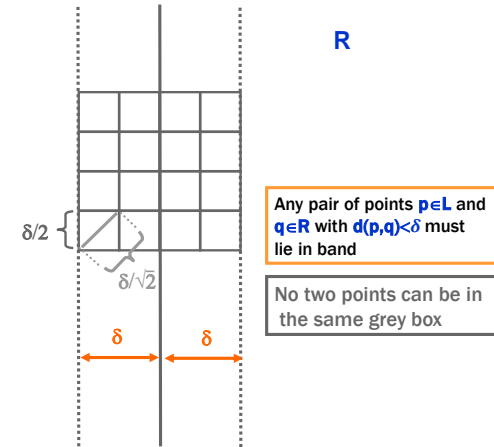 R
Any pair of points p∈L and
q∈R with d(p,q)<δ must
lie in band
δ/2
δ/√2
No two points can be in
the same grey box
δ
δ